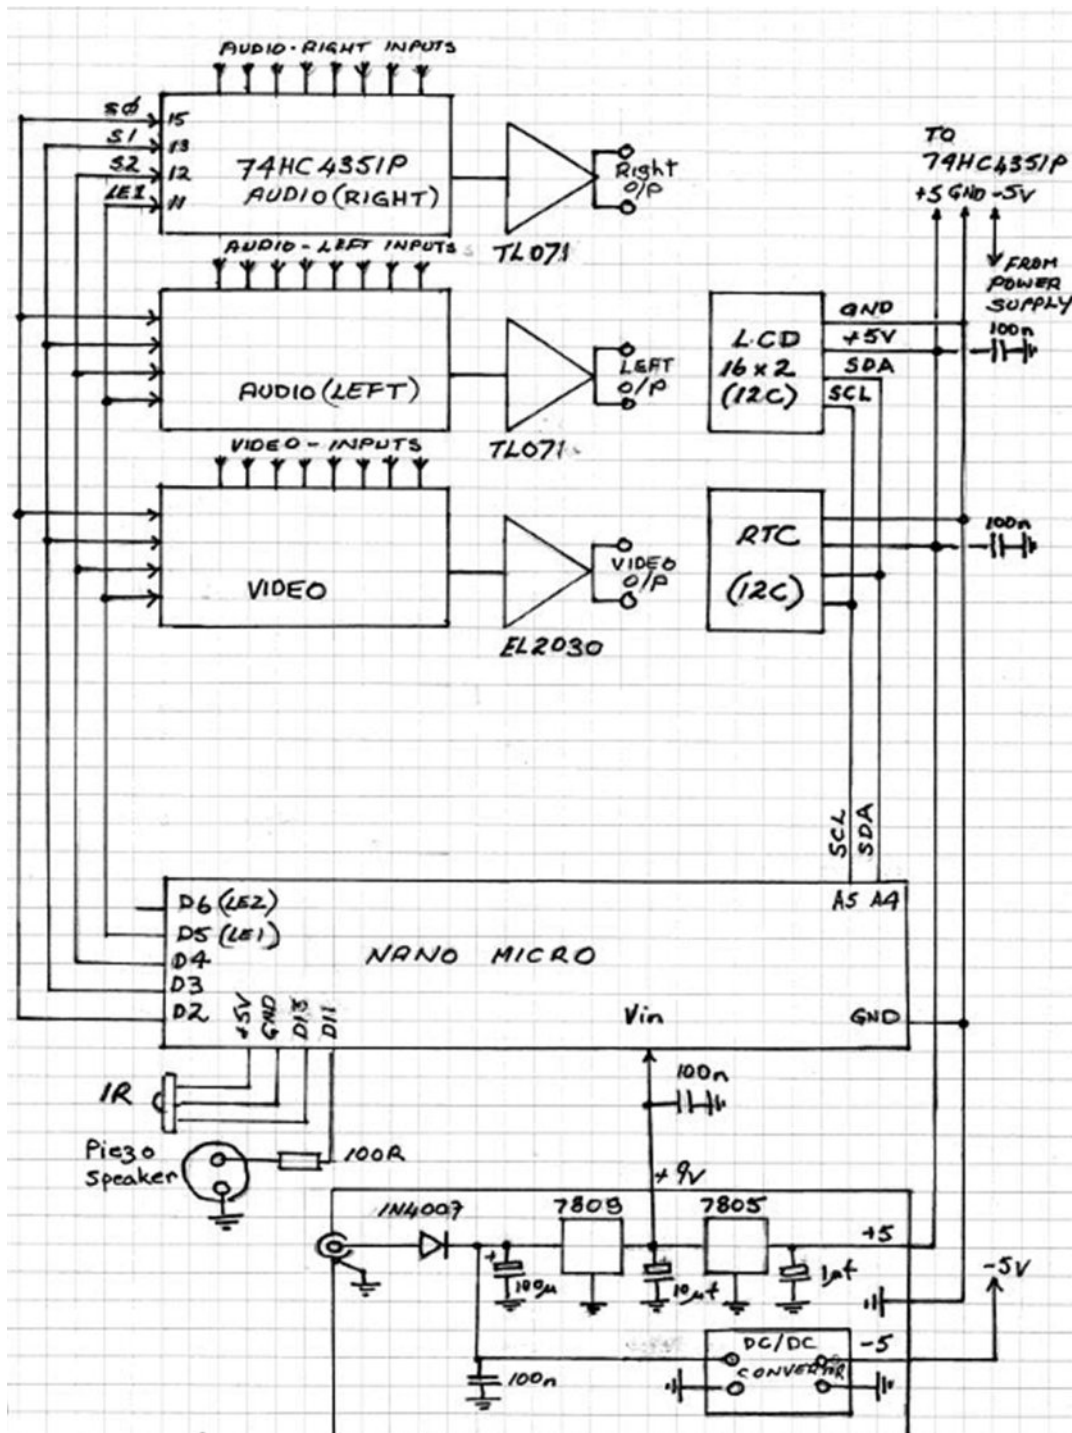 AUDIO-RIGHT INPUTS
SØ
15
S1
13
S2
12
LE1
11
74HC4351P
AUDIO (RIGHT)
Right
O/P
TL071
TO
74HC4351P
+5 GND -5V
FROM
POWER
SUPPLY
AUDIO-LEFT INPUTS
AUDIO (LEFT)
LEFT
O/P
TL071
LCD
16x2
(I2C)
GND
+5V
SDA
SCL
100n
VIDEO-INPUTS
VIDEO
VIDEO
O/P
EL2030
RTC
(I2C)
100n
SCL
SDA
D6 (LE2)
D5 (LE1)
D4
D3
D2
+5V
GND
D11
NANO MICRO
A5 A4
Vin
GND
IR
Piezo
Speaker
100R
100n
+9V
1N4007
7805
+5
100µ
10µf
1µf
-5V
100n
DC/DC
CONVERTOR
-5